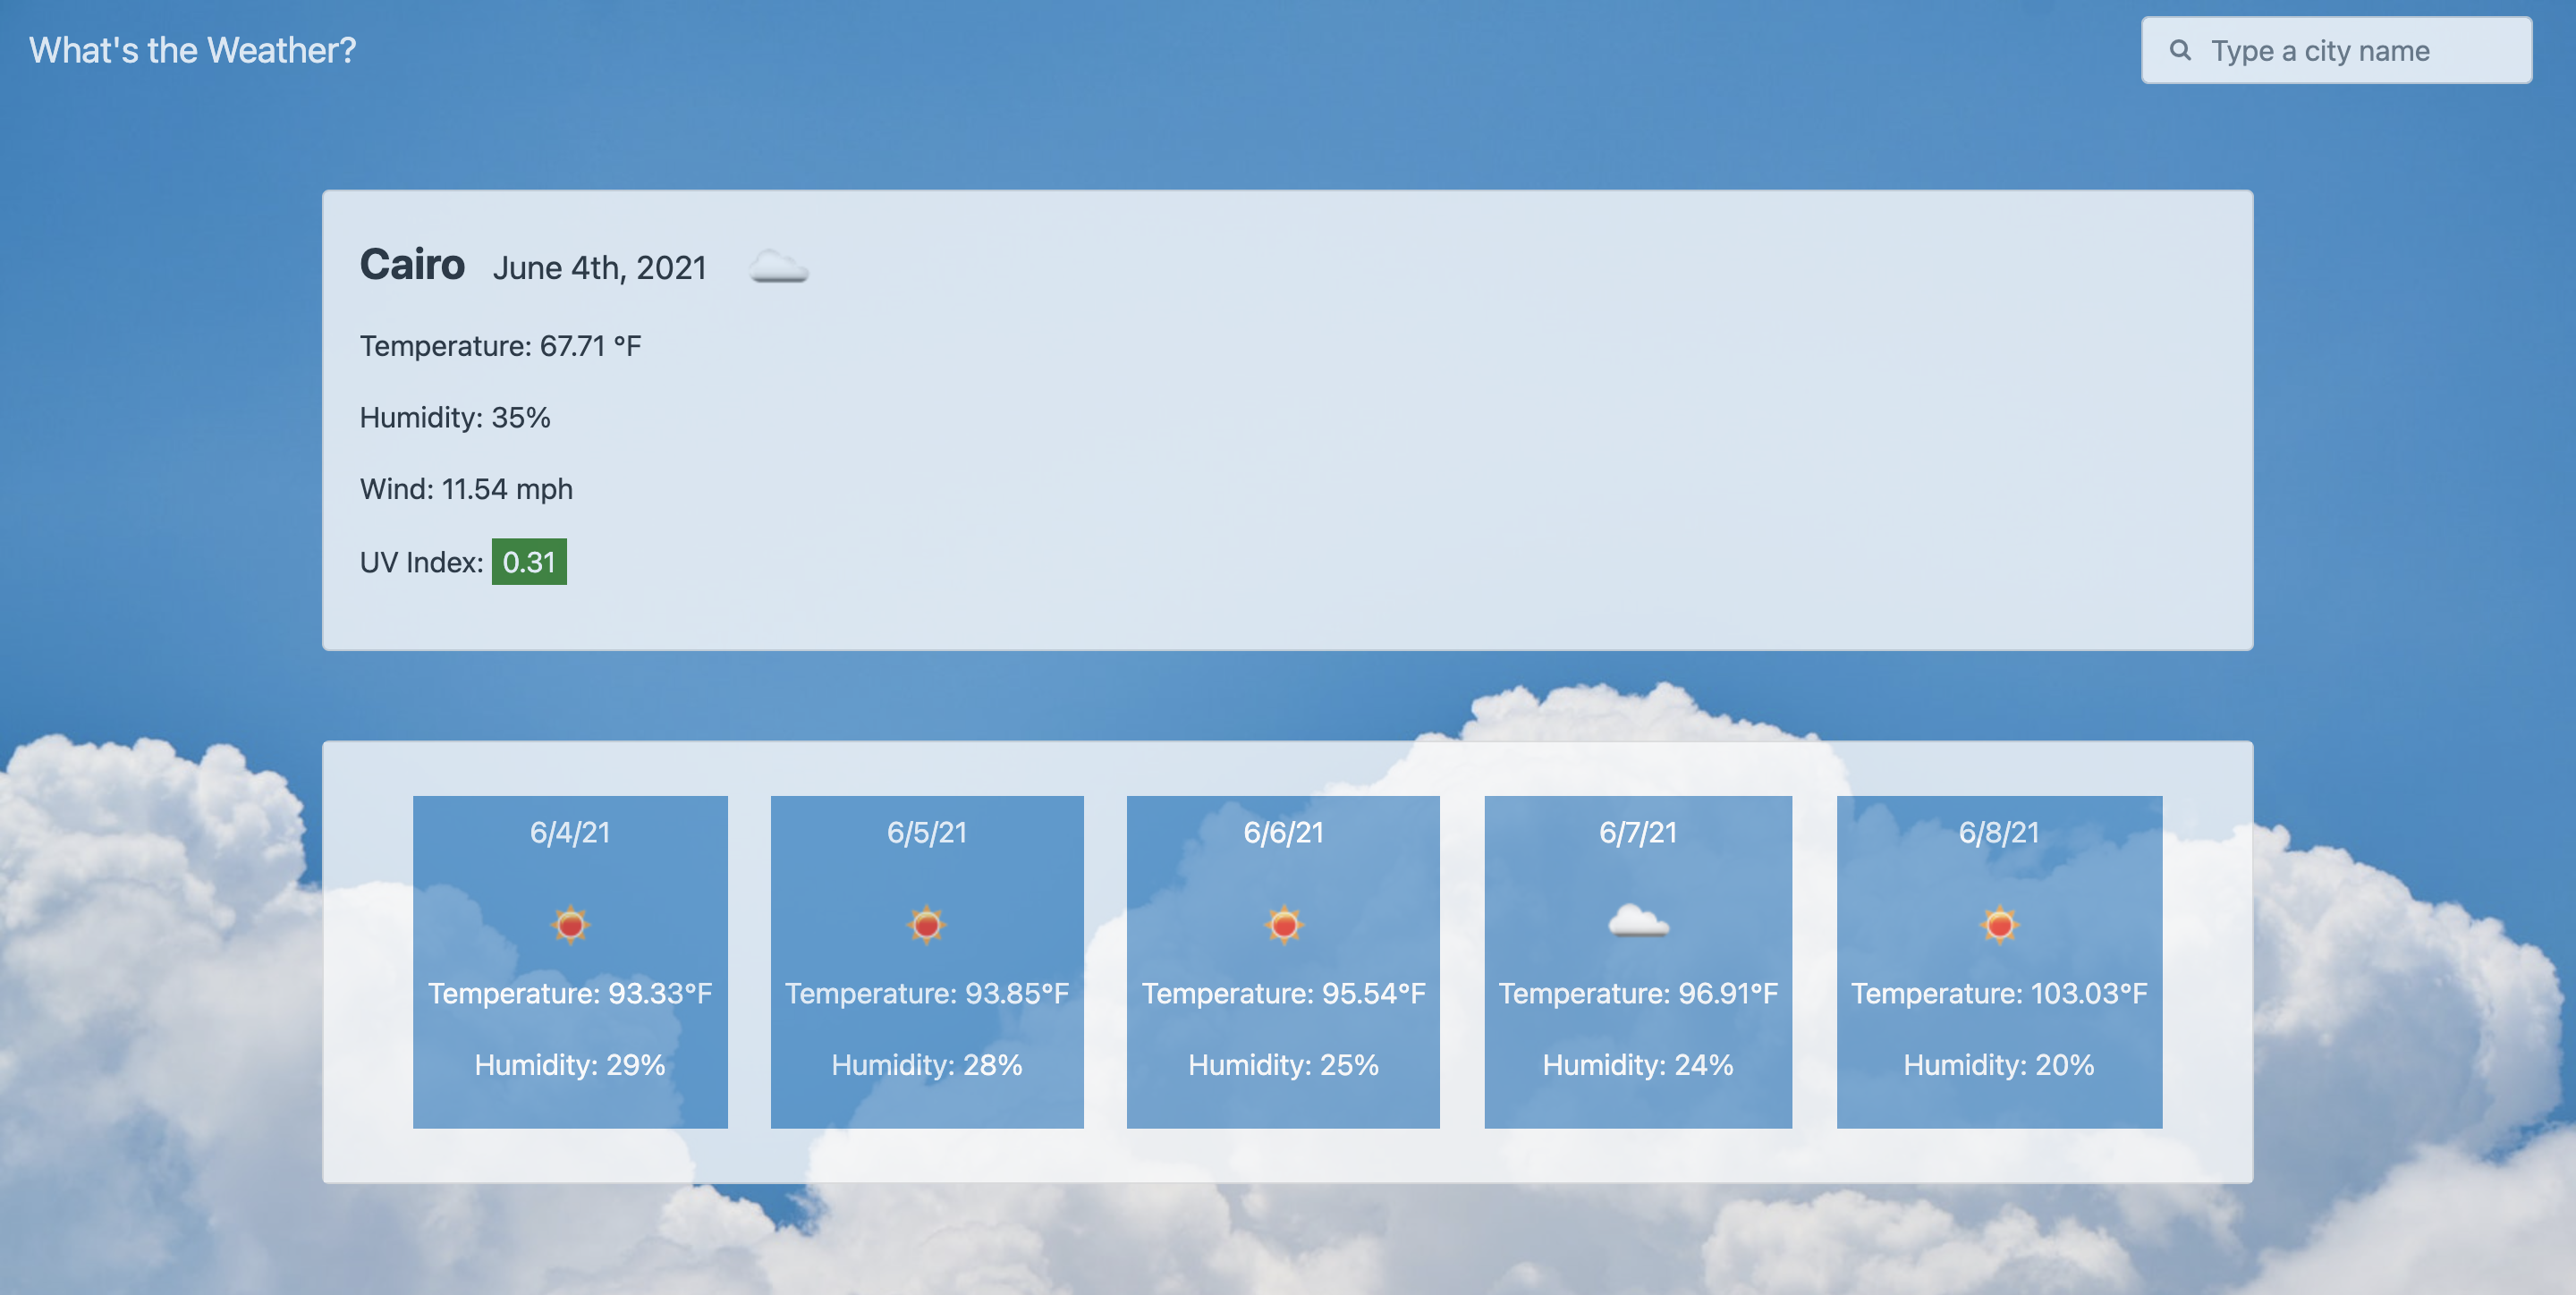 What's the Weather?
Type a city name
Cairo June 4th, 2021
Temperature: 67.71 °F
Humidity: 35%
Wind: 11.54 mph
UV Index: 0.31
6/4/21
Temperature: 93.33°F
Humidity: 29%
6/5/21
Temperature: 93.85°F
Humidity: 28%
6/6/21
Temperature: 95.54°F
Humidity: 25%
6/7/21
Temperature: 96.91°F
Humidity: 24%
6/8/21
Temperature: 103.03°F
Humidity: 20%